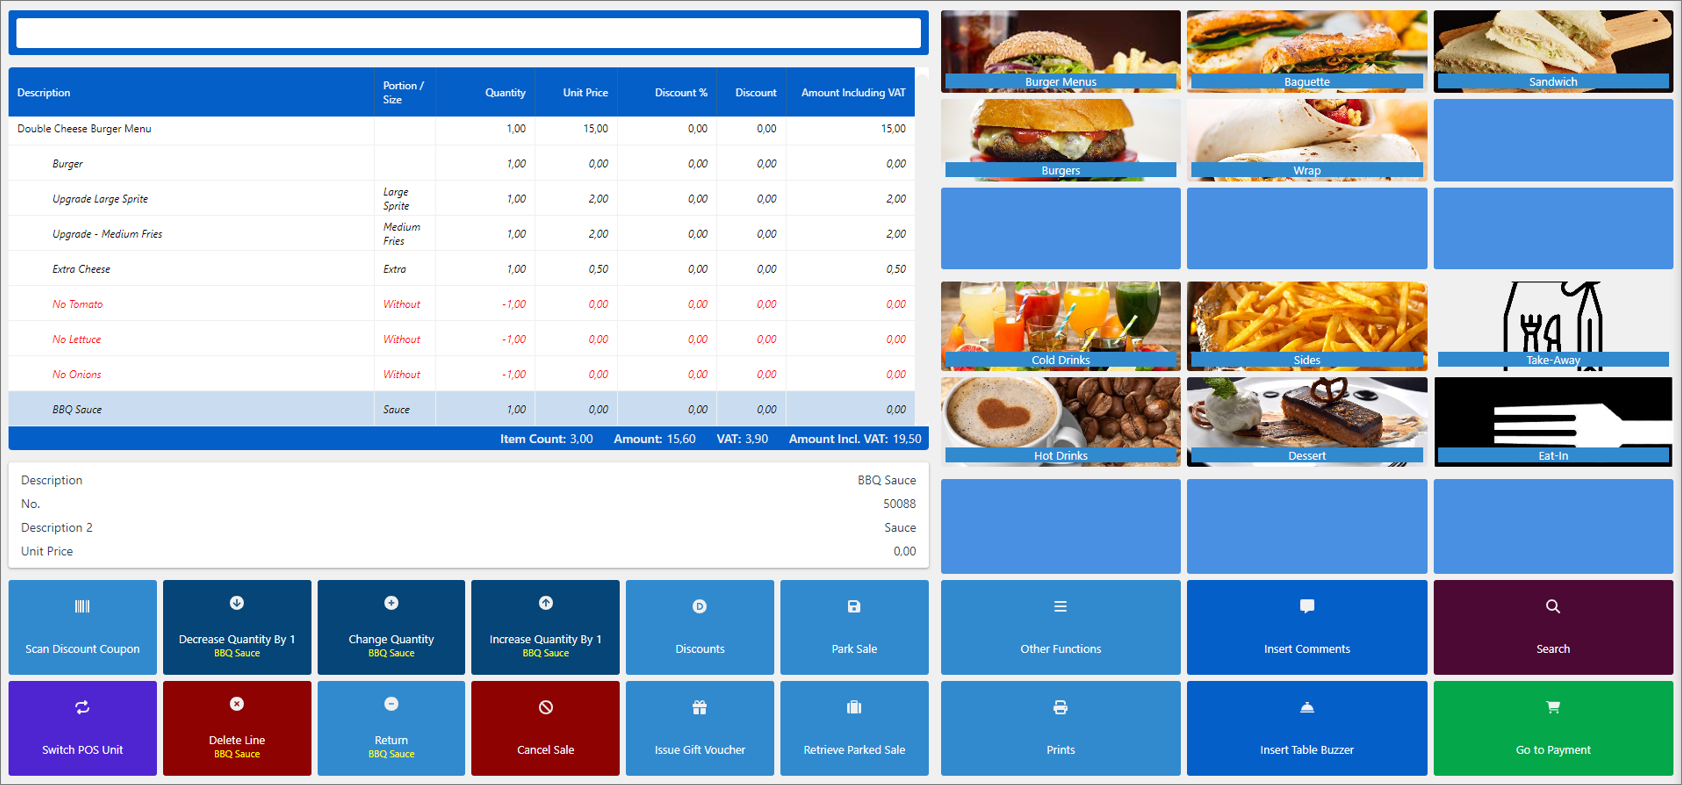 Description Portion / Size Quantity Unit Price Discount % Discount Amount Including VAT
Double Cheese Burger Menu 1,00 15,00 0,00 0,00 15,00
Burger 1,00 0,00 0,00 0,00 0,00
Upgrade Large Sprite Large Sprite 1,00 2,00 0,00 0,00 2,00
Upgrade - Medium Fries Medium Fries 1,00 2,00 0,00 0,00 2,00
Extra Cheese Extra 1,00 0,50 0,00 0,00 0,50
No Tomato Without -1,00 0,00 0,00 0,00 0,00
No Lettuce Without -1,00 0,00 0,00 0,00 0,00
No Onions Without -1,00 0,00 0,00 0,00 0,00
BBQ Sauce Sauce 1,00 0,00 0,00 0,00 0,00
Item Count: 3,00 Amount: 15,60 VAT: 3,90 Amount Incl. VAT: 19,50
Description BBQ Sauce
No. 50088
Description 2 Sauce
Unit Price 0,00
Burger Menus Baguette Sandwich
Burgers Wrap
Cold Drinks Sides Take-Away
Hot Drinks Dessert Eat-In
Scan Discount Coupon
Decrease Quantity By 1
BBQ Sauce
Change Quantity
BBQ Sauce
Increase Quantity By 1
BBQ Sauce
D
Discounts
Park Sale
Other Functions
Insert Comments
Search
Switch POS Unit
Delete Line
BBQ Sauce
Return
BBQ Sauce
Cancel Sale
Issue Gift Voucher
Retrieve Parked Sale
Prints
Insert Table Buzzer
Go to Payment